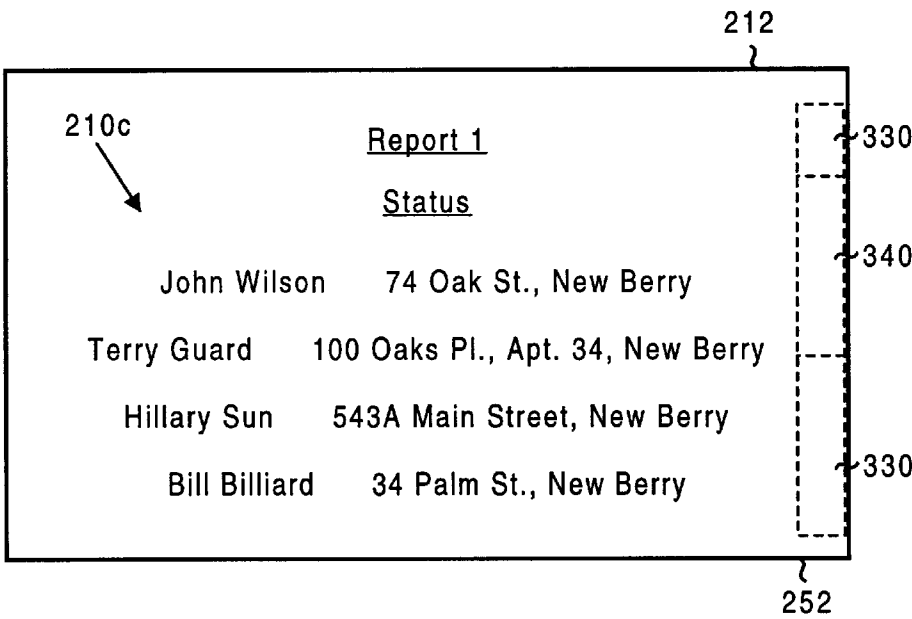 212
210c
Report 1
330
Status
340
John Wilson 74 Oak St., New Berry
Terry Guard 100 Oaks Pl., Apt. 34, New Berry
Hillary Sun 543A Main Street, New Berry
330
Bill Billiard 34 Palm St., New Berry
252